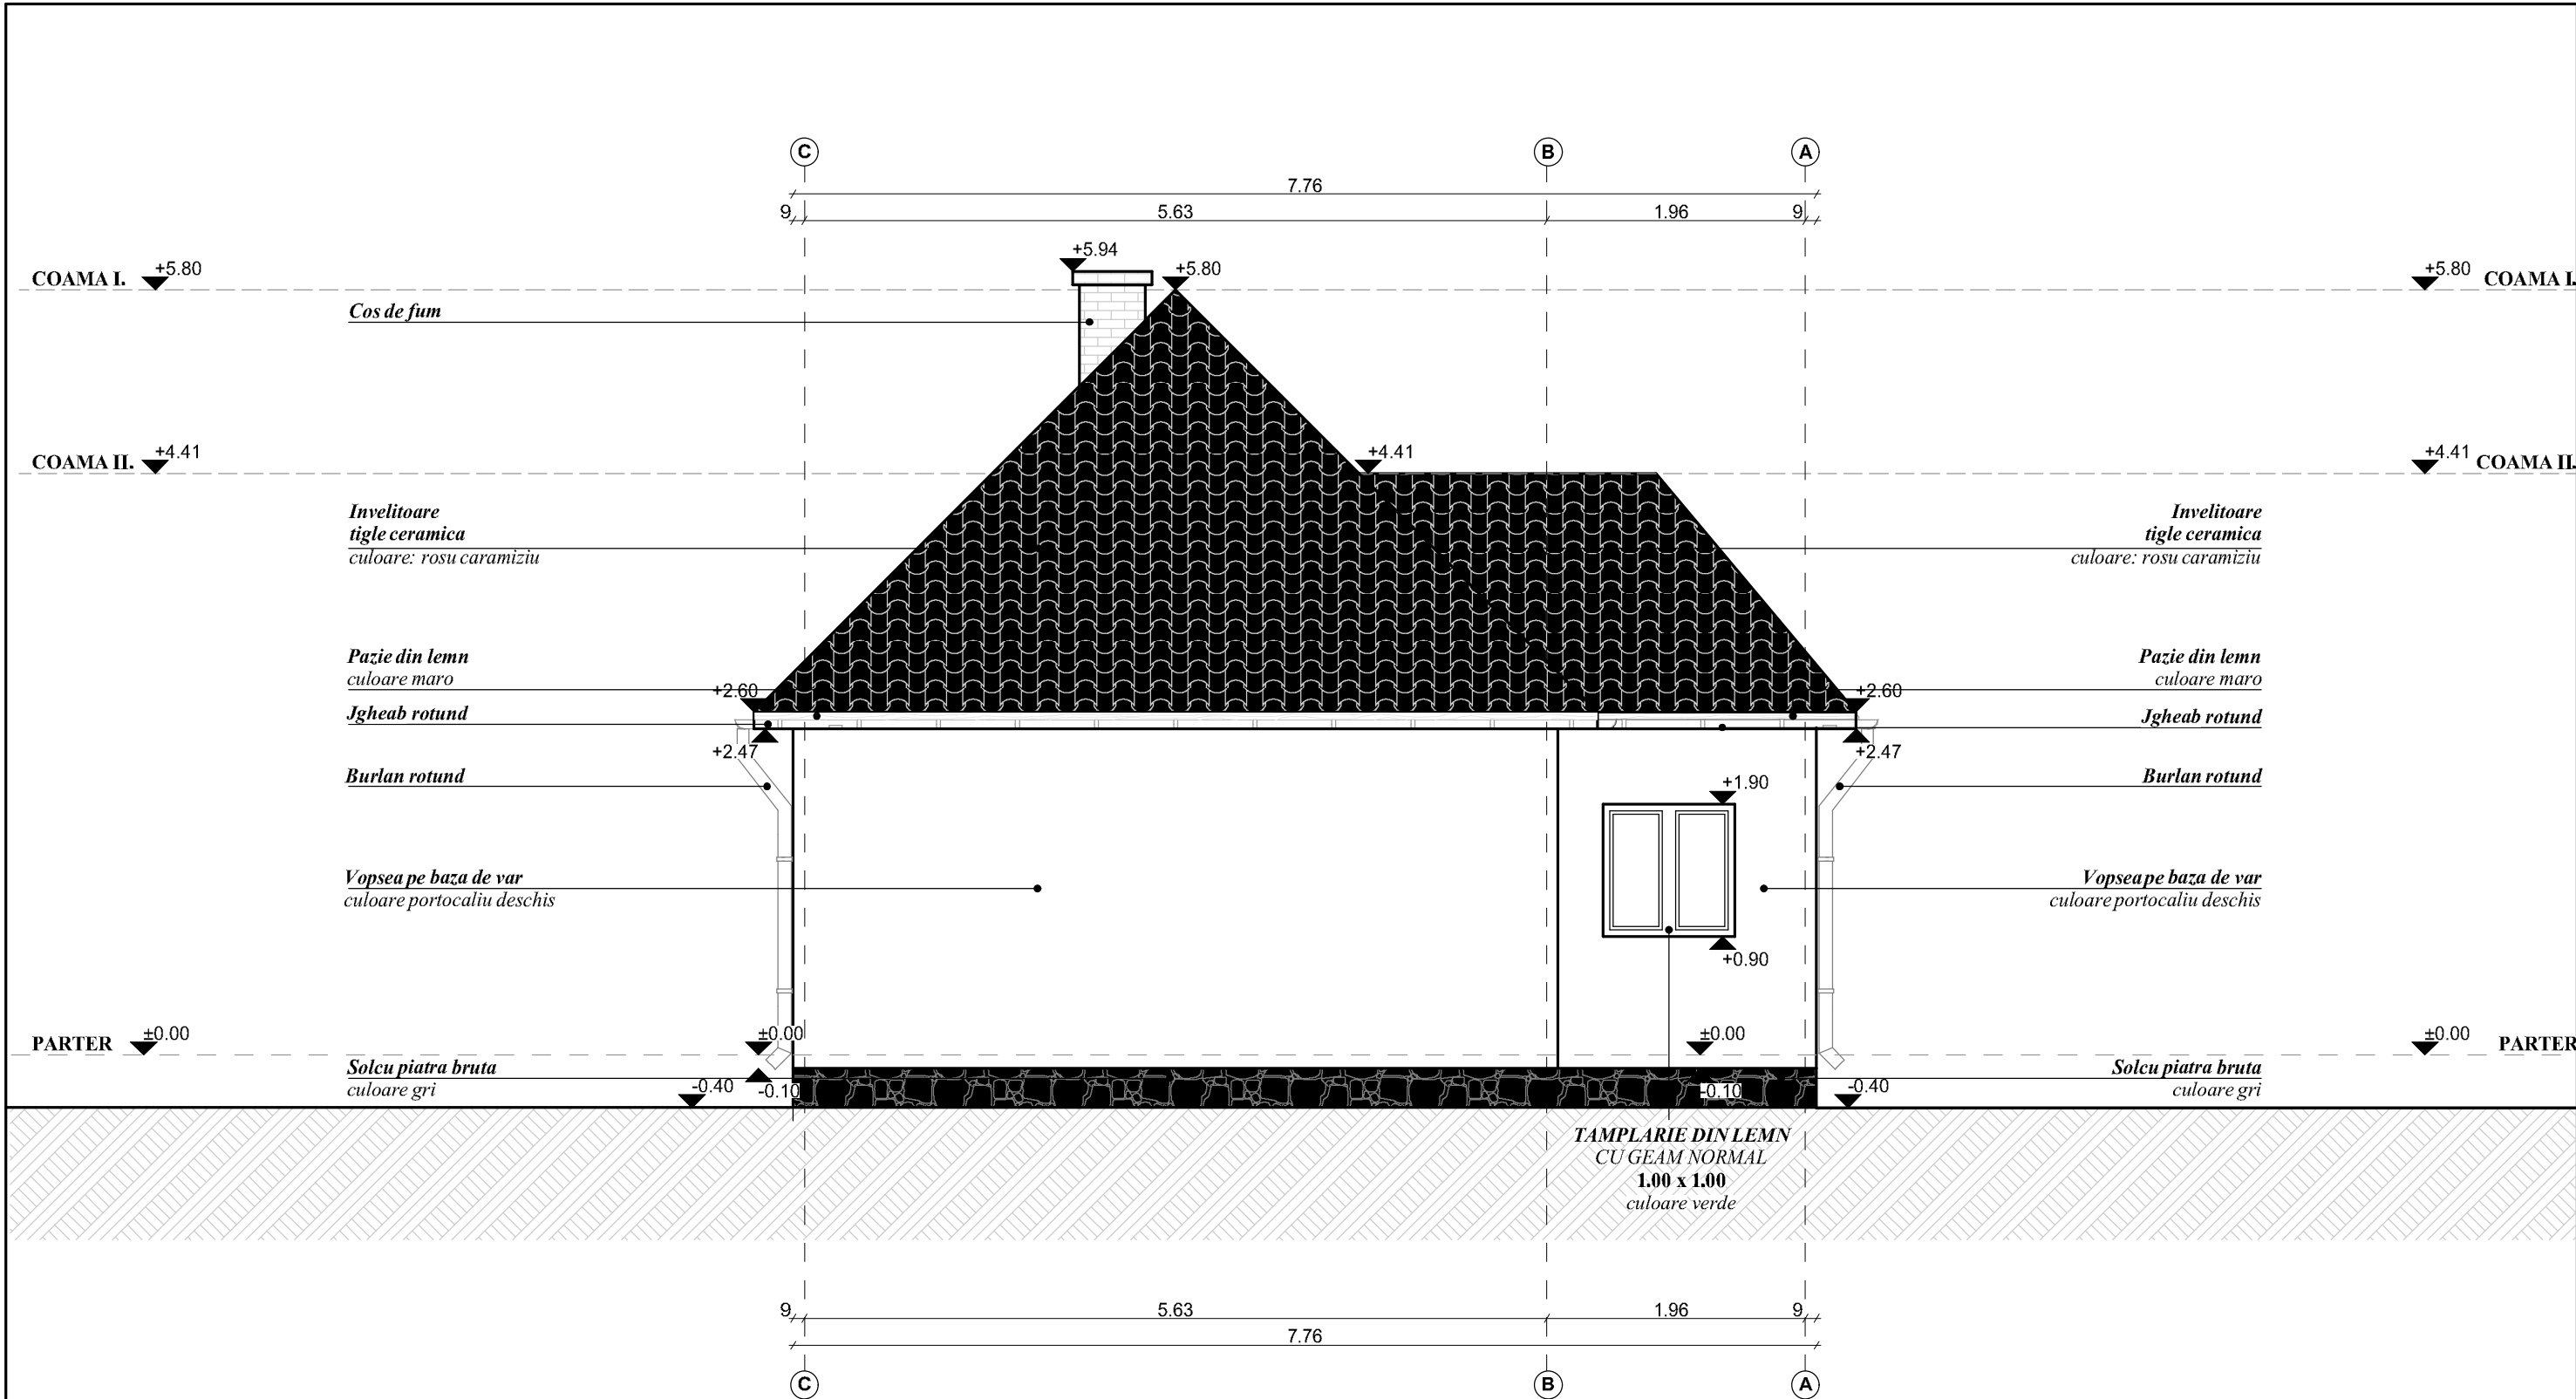 C B A
7.76
9 5.63 1.96 9
+5.94
COAMA I. +5.80 +5.80 +5.80 COAMA I.
Cos de fum
COAMA II. +4.41 +4.41 +4.41 COAMA II.
Invelitoare Invelitoare
tigle ceramica tigle ceramica
culoare: rosu caramiziu culoare: rosu caramiziu
Pazie din lemn Pazie din lemn
culoare maro culoare maro
+2.60 +2.60
Jgheab rotund Jgheab rotund
+2.47 +2.47
Burlan rotund Burlan rotund
+1.90
Vopsea pe baza de var Vopsea pe baza de var
culoare portocaliu deschis culoare portocaliu deschis
+0.90
PARTER ±0.00 ±0.00 ±0.00 ±0.00 PARTER
Solcu piatra bruta Solcu piatra bruta
culoare gri -0.40 -0.10 -0.10 -0.40 culoare gri
TAMPLARIE DIN LEMN
CU GEAM NORMAL
1.00 x 1.00
culoare verde
9 5.63 1.96 9
7.76
C B A